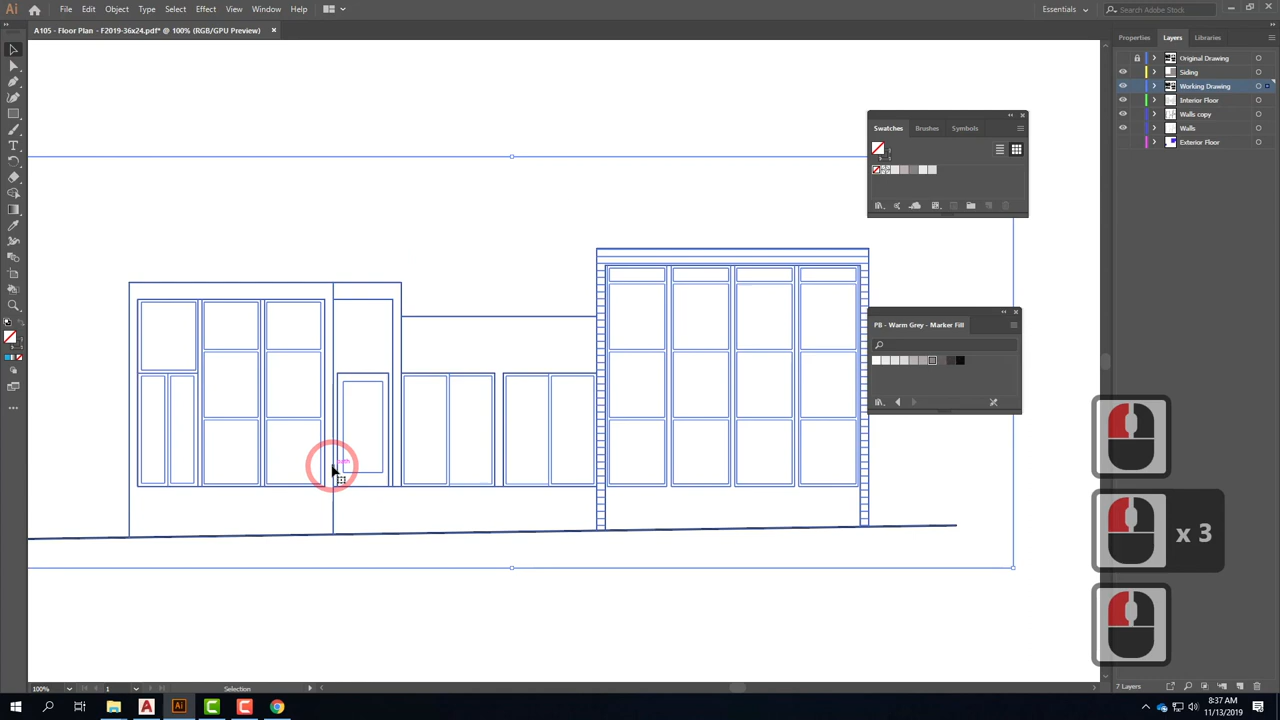 Ai File Edit Object Type Select Effect View Window Help Essentials Search Adobe Stock
A105 - Floor Plan - F2019-36x24.pdf* @ 100% (RGB/GPU Preview) ×
Properties Layers Libraries
Original Drawing
Siding
Working Drawing
Interior Floor
Walls copy
Walls
Exterior Floor
Swatches Brushes Symbols
PB - Warm Grey - Marker Fill
path
x 3
100% 1 Selection
7 Layers
8:37 AM
11/13/2019